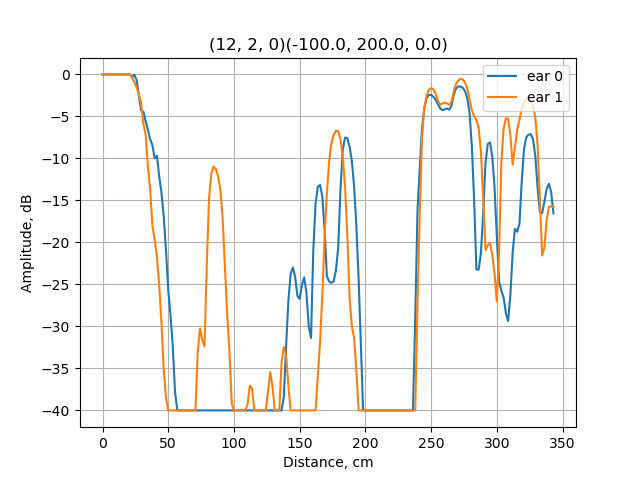 (12, 2, 0)(-100.0, 200.0, 0.0)
ear 0
ear 1
Amplitude, dB
0
−5
−10
−15
−20
−25
−30
−35
−40
0 50 100 150 200 250 300 350
Distance, cm